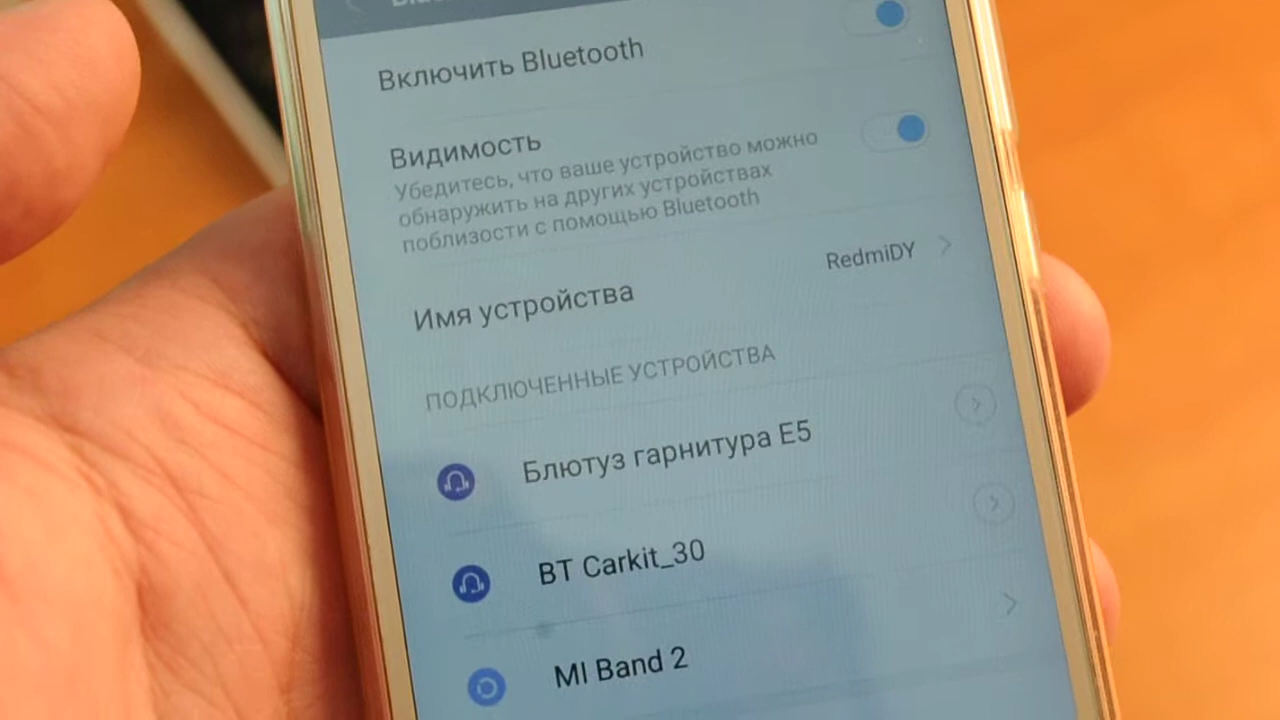 Включить Bluetooth
Видимость
Убедитесь, что ваше устройство можно
обнаружить на других устройствах
поблизости с помощью Bluetooth
Имя устройства
RedmiDY
ПОДКЛЮЧЕННЫЕ УСТРОЙСТВА
Блютуз гарнитура E5
BT Carkit_30
MI Band 2